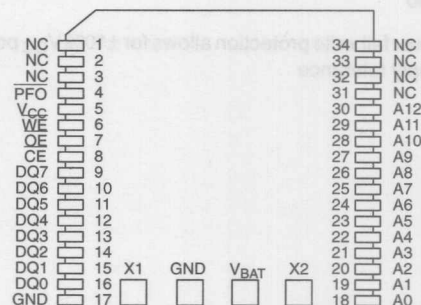 NC 1 34 NC
NC 2 33 NC
NC 3 32 NC
PFO 4 31 NC
VCC 5 30 A12
WE 6 29 A11
OE 7 28 A10
CE 8 27 A9
DQ7 9 26 A8
DQ6 10 25 A7
DQ5 11 24 A6
DQ4 12 23 A5
DQ3 13 22 A4
DQ2 14 21 A3
DQ1 15 X1 GND VBAT X2 20 A2
DQ0 16 19 A1
GND 17 18 A0
protection allows for